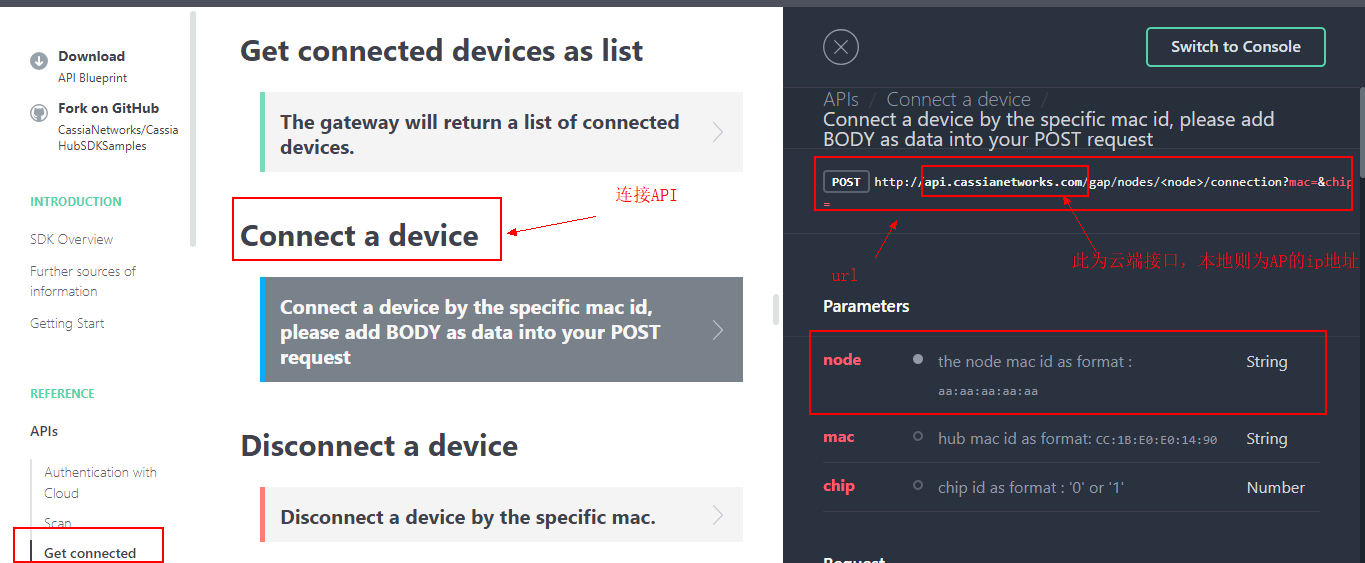 Download
API Blueprint
Fork on GitHub
CassiaNetworks/Cassia
HubSDKSamples
INTRODUCTION
SDK Overview
Further sources of
information
Getting Start
REFERENCE
APIs
Authentication with
Cloud
Scan
Get connected
Get connected devices as list
The gateway will return a list of connected
devices.
连接API
Connect a device
Connect a device by the specific mac id,
please add BODY as data into your POST
request
Disconnect a device
Disconnect a device by the specific mac.
Switch to Console
APIs / Connect a device /
Connect a device by the specific mac id, please add
BODY as data into your POST request
POST http://api.cassianetworks.com/gap/nodes/<node>/connection?mac=&chip
=
url
此为云端接口，本地则为AP的ip地址
Parameters
node the node mac id as format : String
aa:aa:aa:aa:aa
mac hub mac id as format: CC:1B:E0:E0:14:90 String
chip chip id as format : '0' or '1' Number
Request